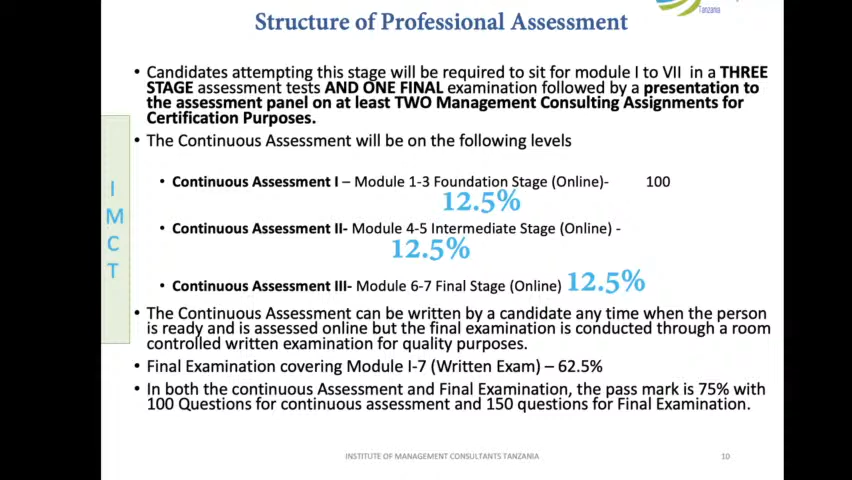 Tanzania
Structure of Professional Assessment
• Candidates attempting this stage will be required to sit for module I to VII in a THREE
STAGE assessment tests AND ONE FINAL examination followed by a presentation to
the assessment panel on at least TWO Management Consulting Assignments for
Certification Purposes.
• The Continuous Assessment will be on the following levels
• Continuous Assessment I – Module 1-3 Foundation Stage (Online)- 100
12.5%
• Continuous Assessment II- Module 4-5 Intermediate Stage (Online) -
12.5%
• Continuous Assessment III- Module 6-7 Final Stage (Online) 12.5%
• The Continuous Assessment can be written by a candidate any time when the person
is ready and is assessed online but the final examination is conducted through a room
controlled written examination for quality purposes.
• Final Examination covering Module I-7 (Written Exam) – 62.5%
• In both the continuous Assessment and Final Examination, the pass mark is 75% with
100 Questions for continuous assessment and 150 questions for Final Examination.
I
M
C
T
INSTITUTE OF MANAGEMENT CONSULTANTS TANZANIA 10